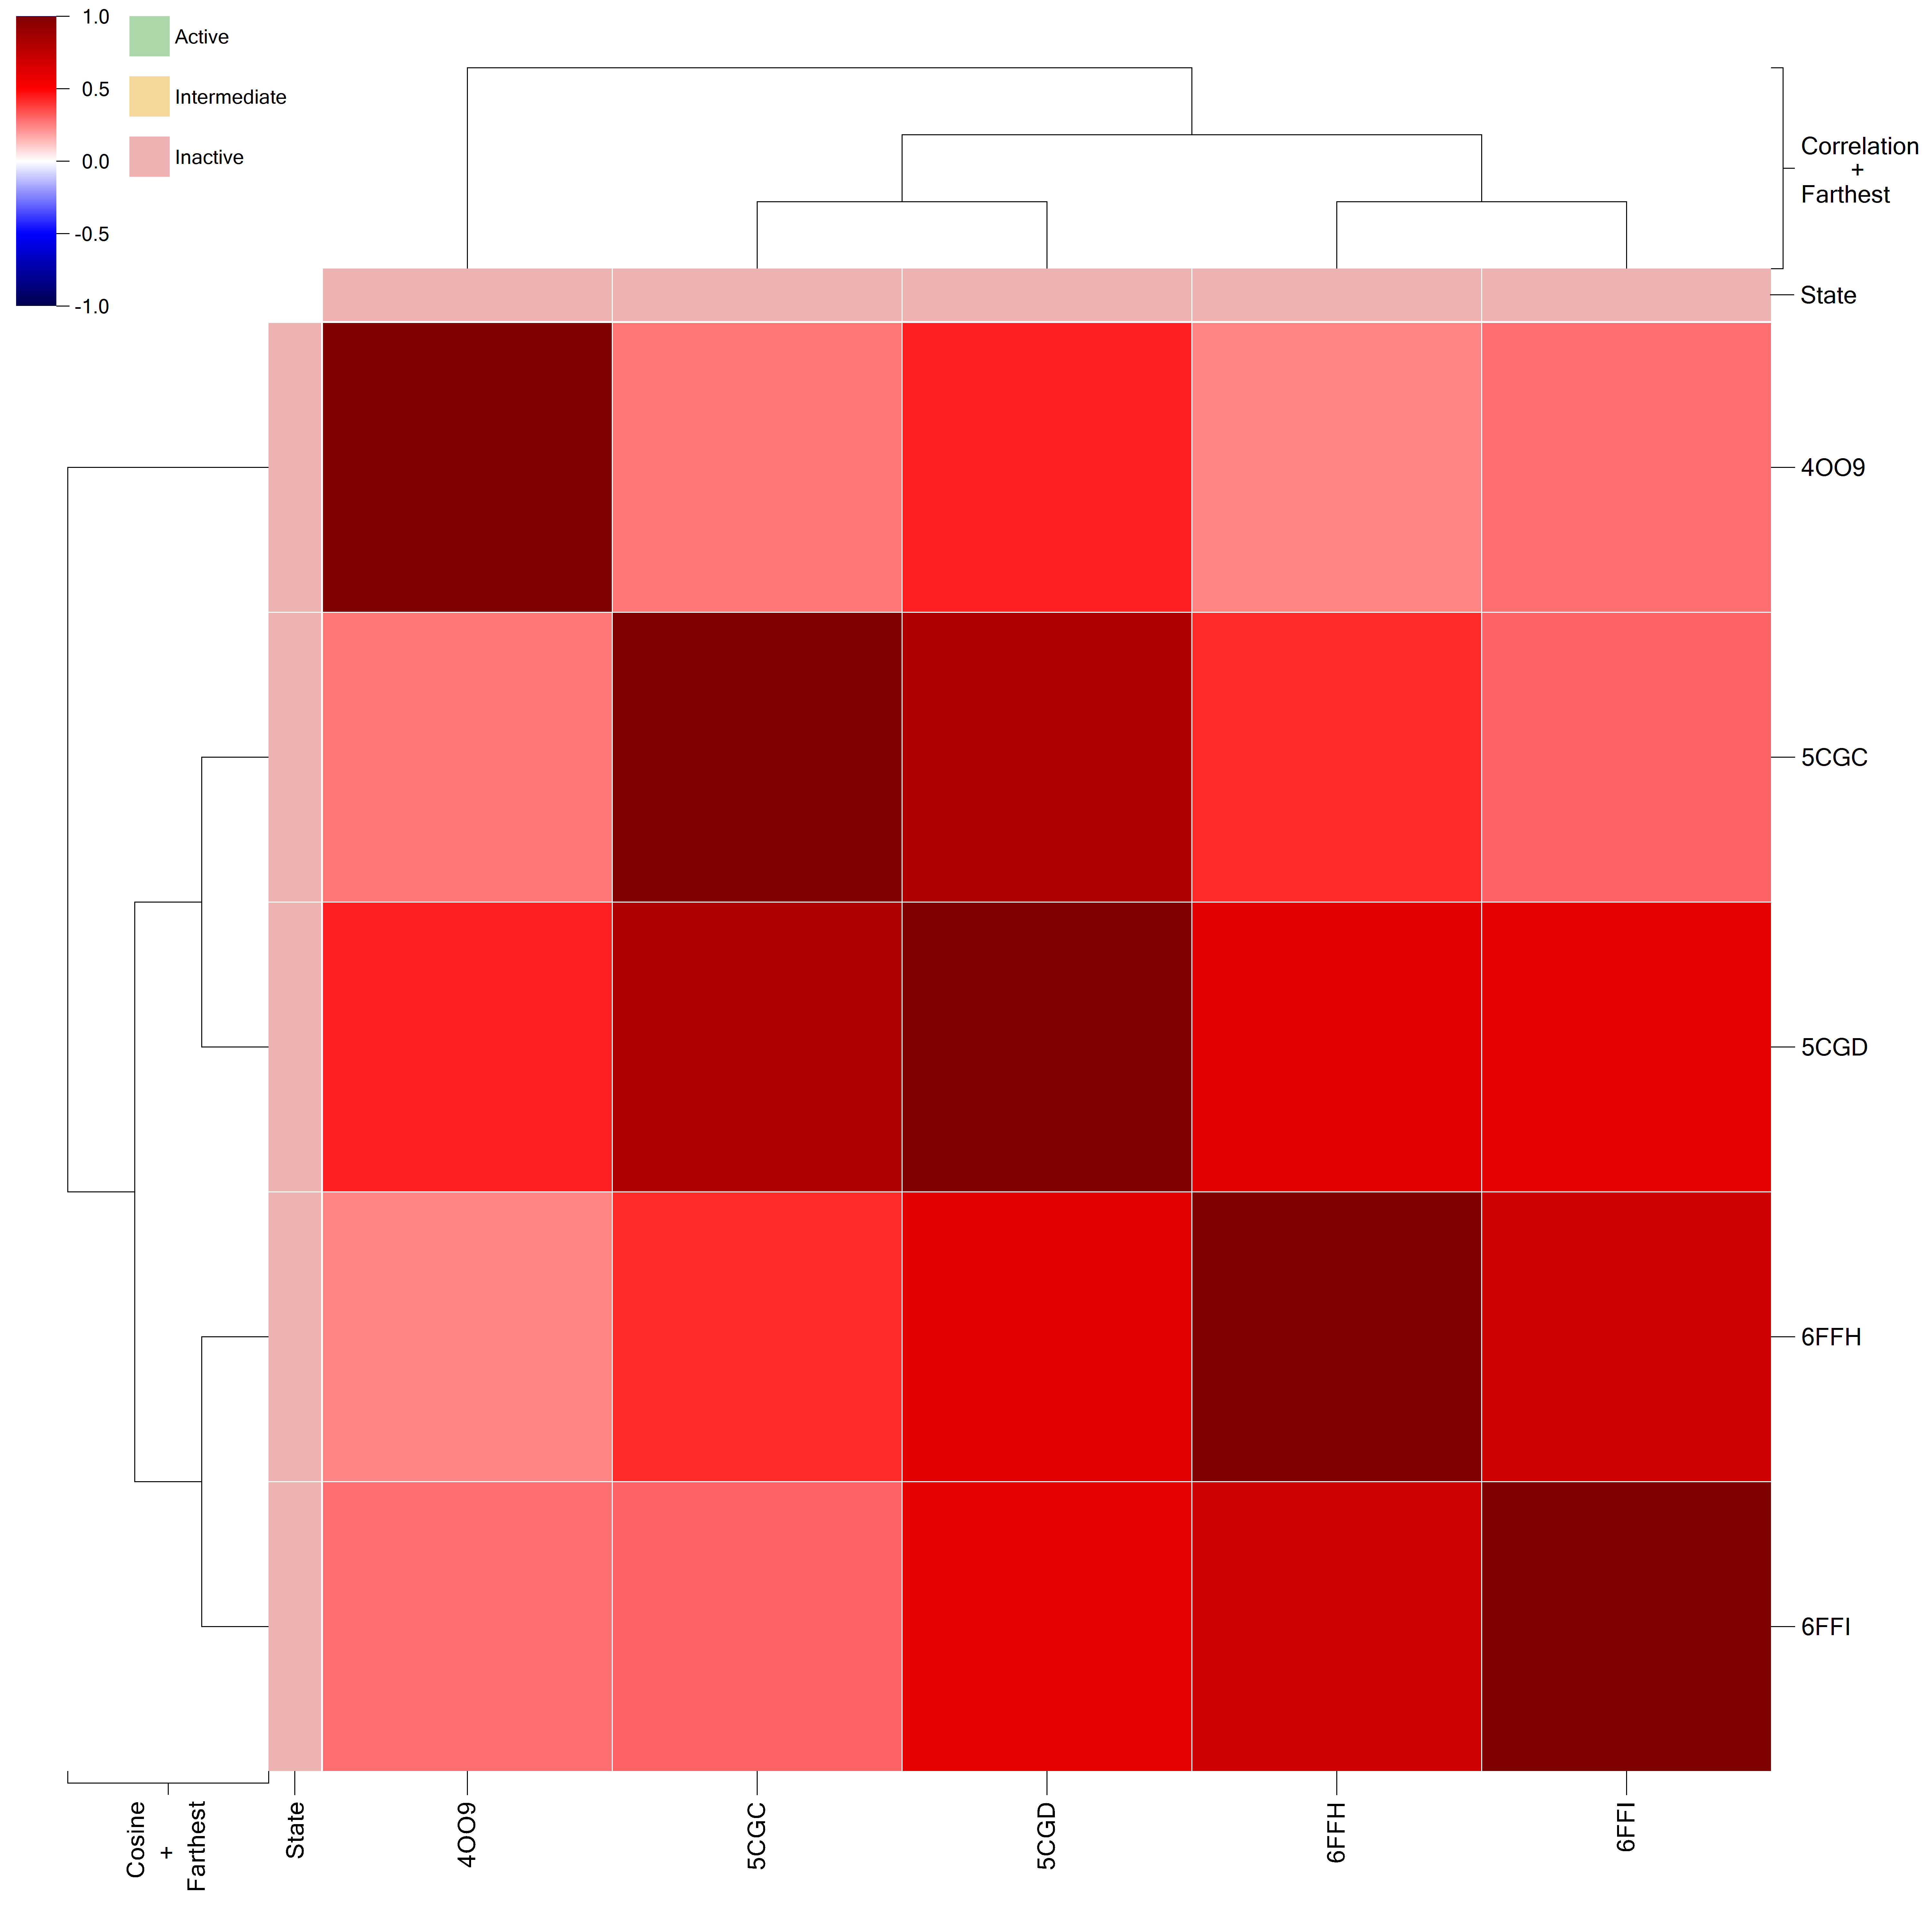 1.0
0.5
0.0
-0.5
-1.0
Active
Intermediate
Inactive
Correlation
+
Farthest
State
4OO9
5CGC
5CGD
6FFH
6FFI
Cosine
+
Farthest
State
4OO9
5CGC
5CGD
6FFH
6FFI